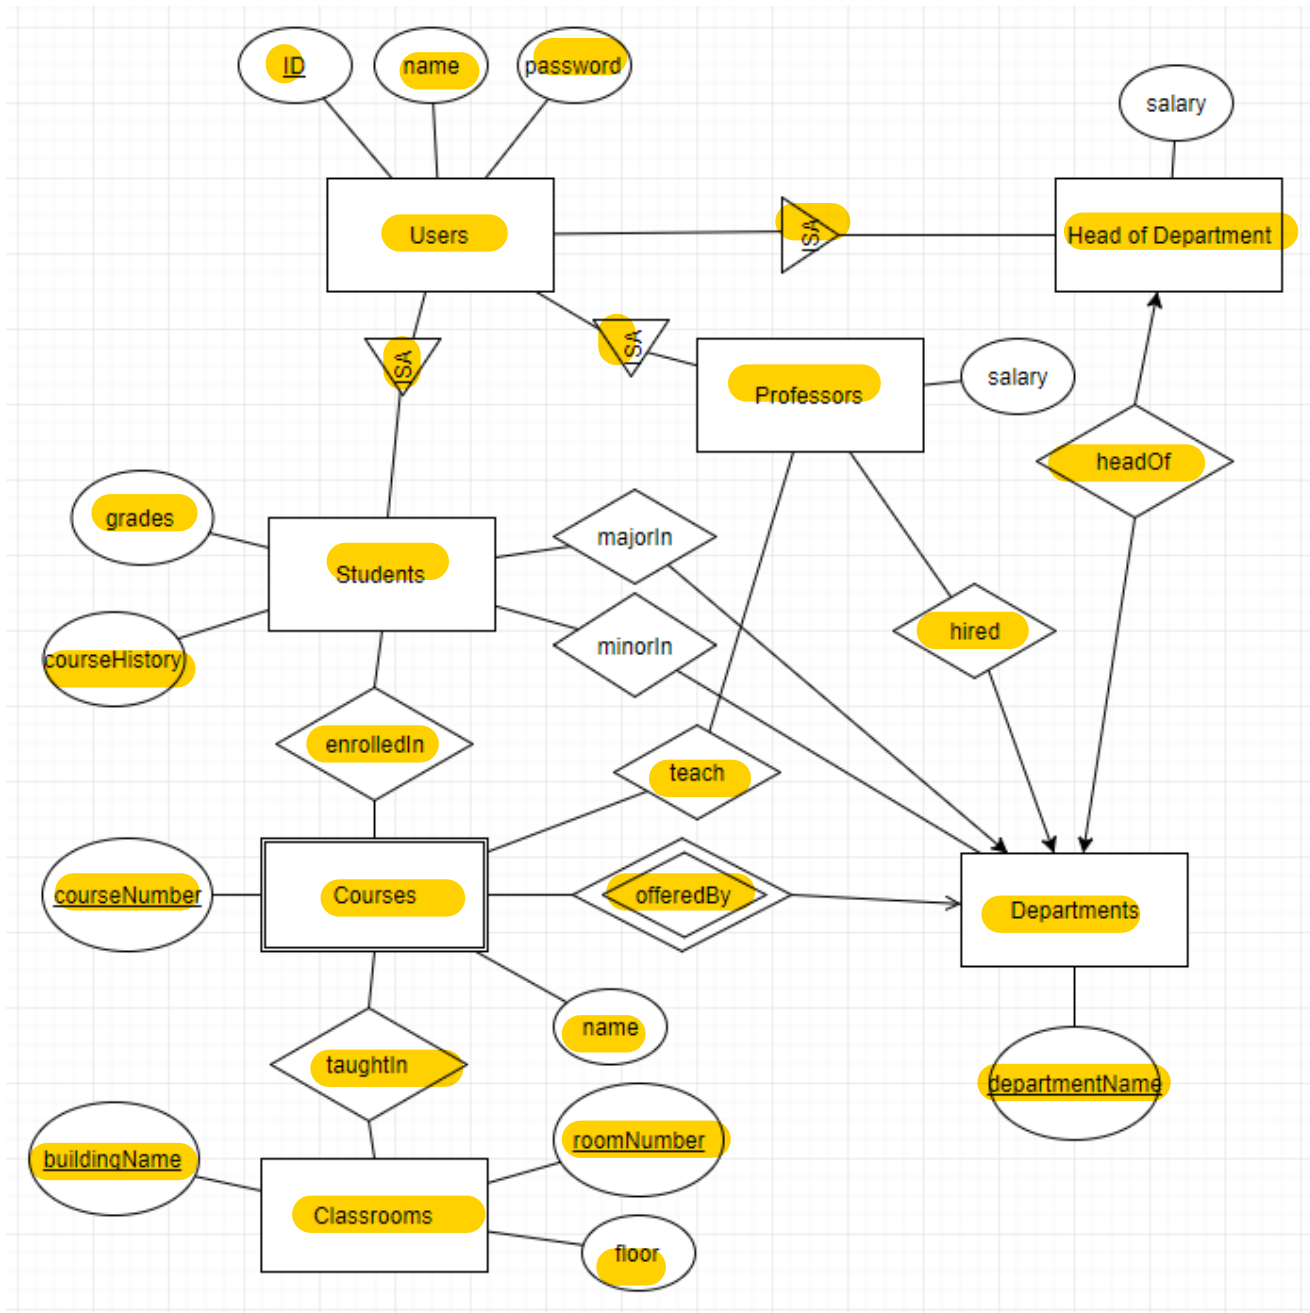 ID
name
password
salary
Users
ISA
Head of Department
ISA
ISA
Professors
salary
headOf
grades
majorIn
Students
hired
minorIn
courseHistory
enrolledIn
teach
courseNumber
Courses
offeredBy
Departments
name
taughtIn
departmentName
roomNumber
buildingName
Classrooms
floor